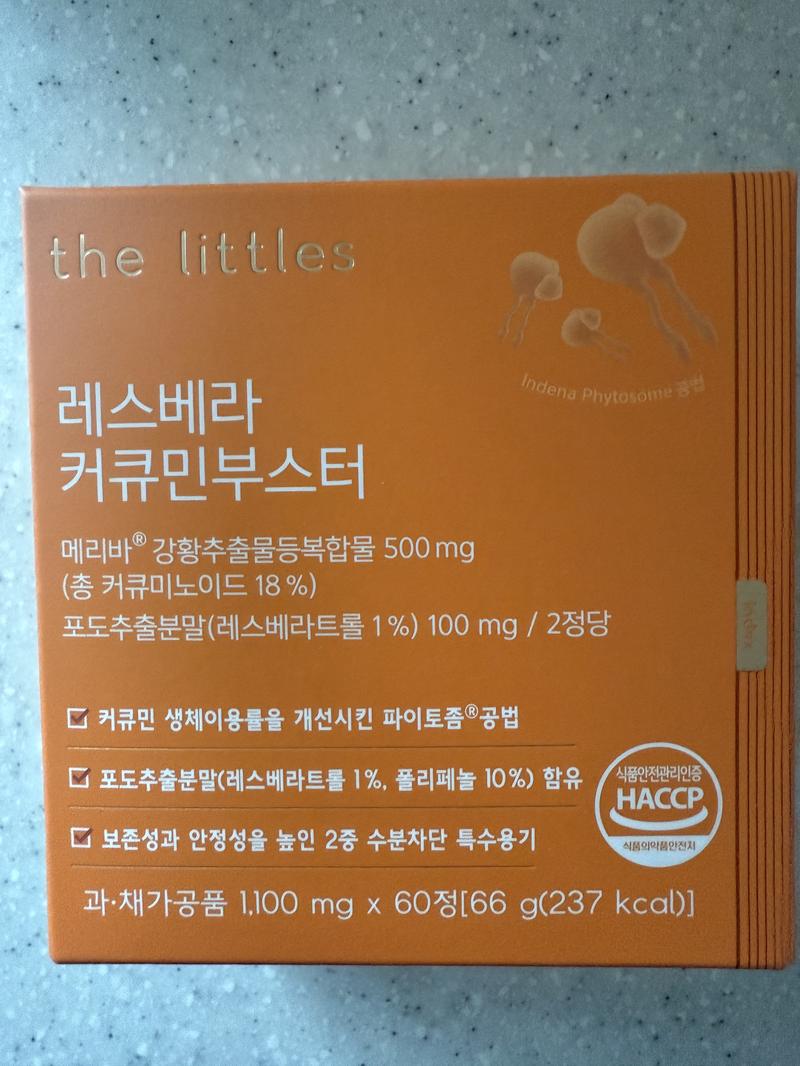 the littles
Indena Phytosome 공법
레스베라
커큐민부스터
메리바® 강황추출물등복합물 500 mg
(총 커큐미노이드 18 %)
포도추출분말(레스베라트롤 1 %) 100 mg / 2정당
커큐민 생체이용률을 개선시킨 파이토좀®공법
포도추출분말(레스베라트롤 1%, 폴리페놀 10%) 함유
보존성과 안정성을 높인 2중 수분차단 특수용기
식품안전관리인증
HACCP
식품의약품안전처
과·채가공품 1,100 mg x 60정[66 g(237 kcal)]